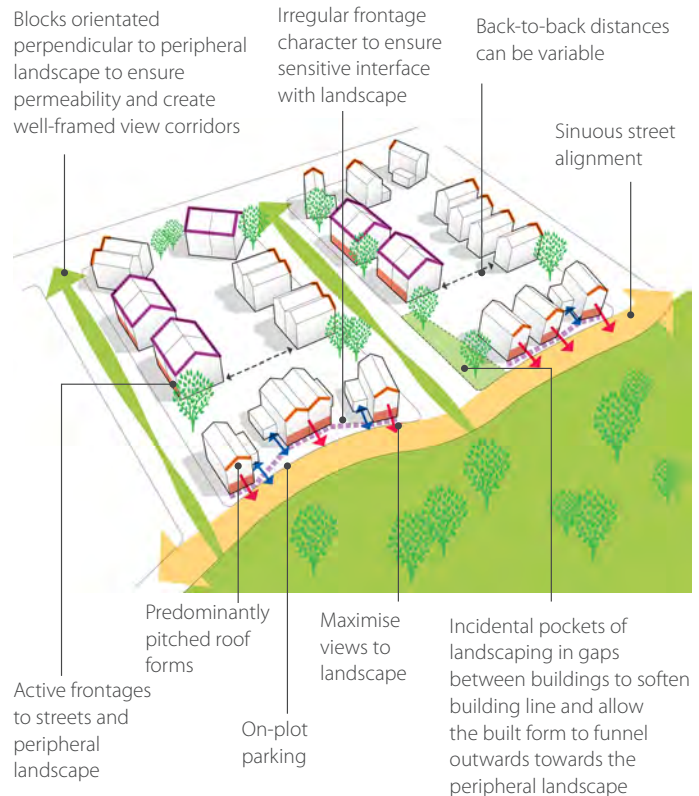 Blocks orientated
perpendicular to peripheral
landscape to ensure
permeability and create
well-framed view corridors
Irregular frontage
character to ensure
sensitive interface
with landscape
Back-to-back distances
can be variable
Sinuous street
alignment
Active frontages
to streets and
peripheral
landscape
Predominantly
pitched roof
forms
On-plot
parking
Maximise
views to
landscape
Incidental pockets of
landscaping in gaps
between buildings to soften
building line and allow
the built form to funnel
outwards towards the
peripheral landscape